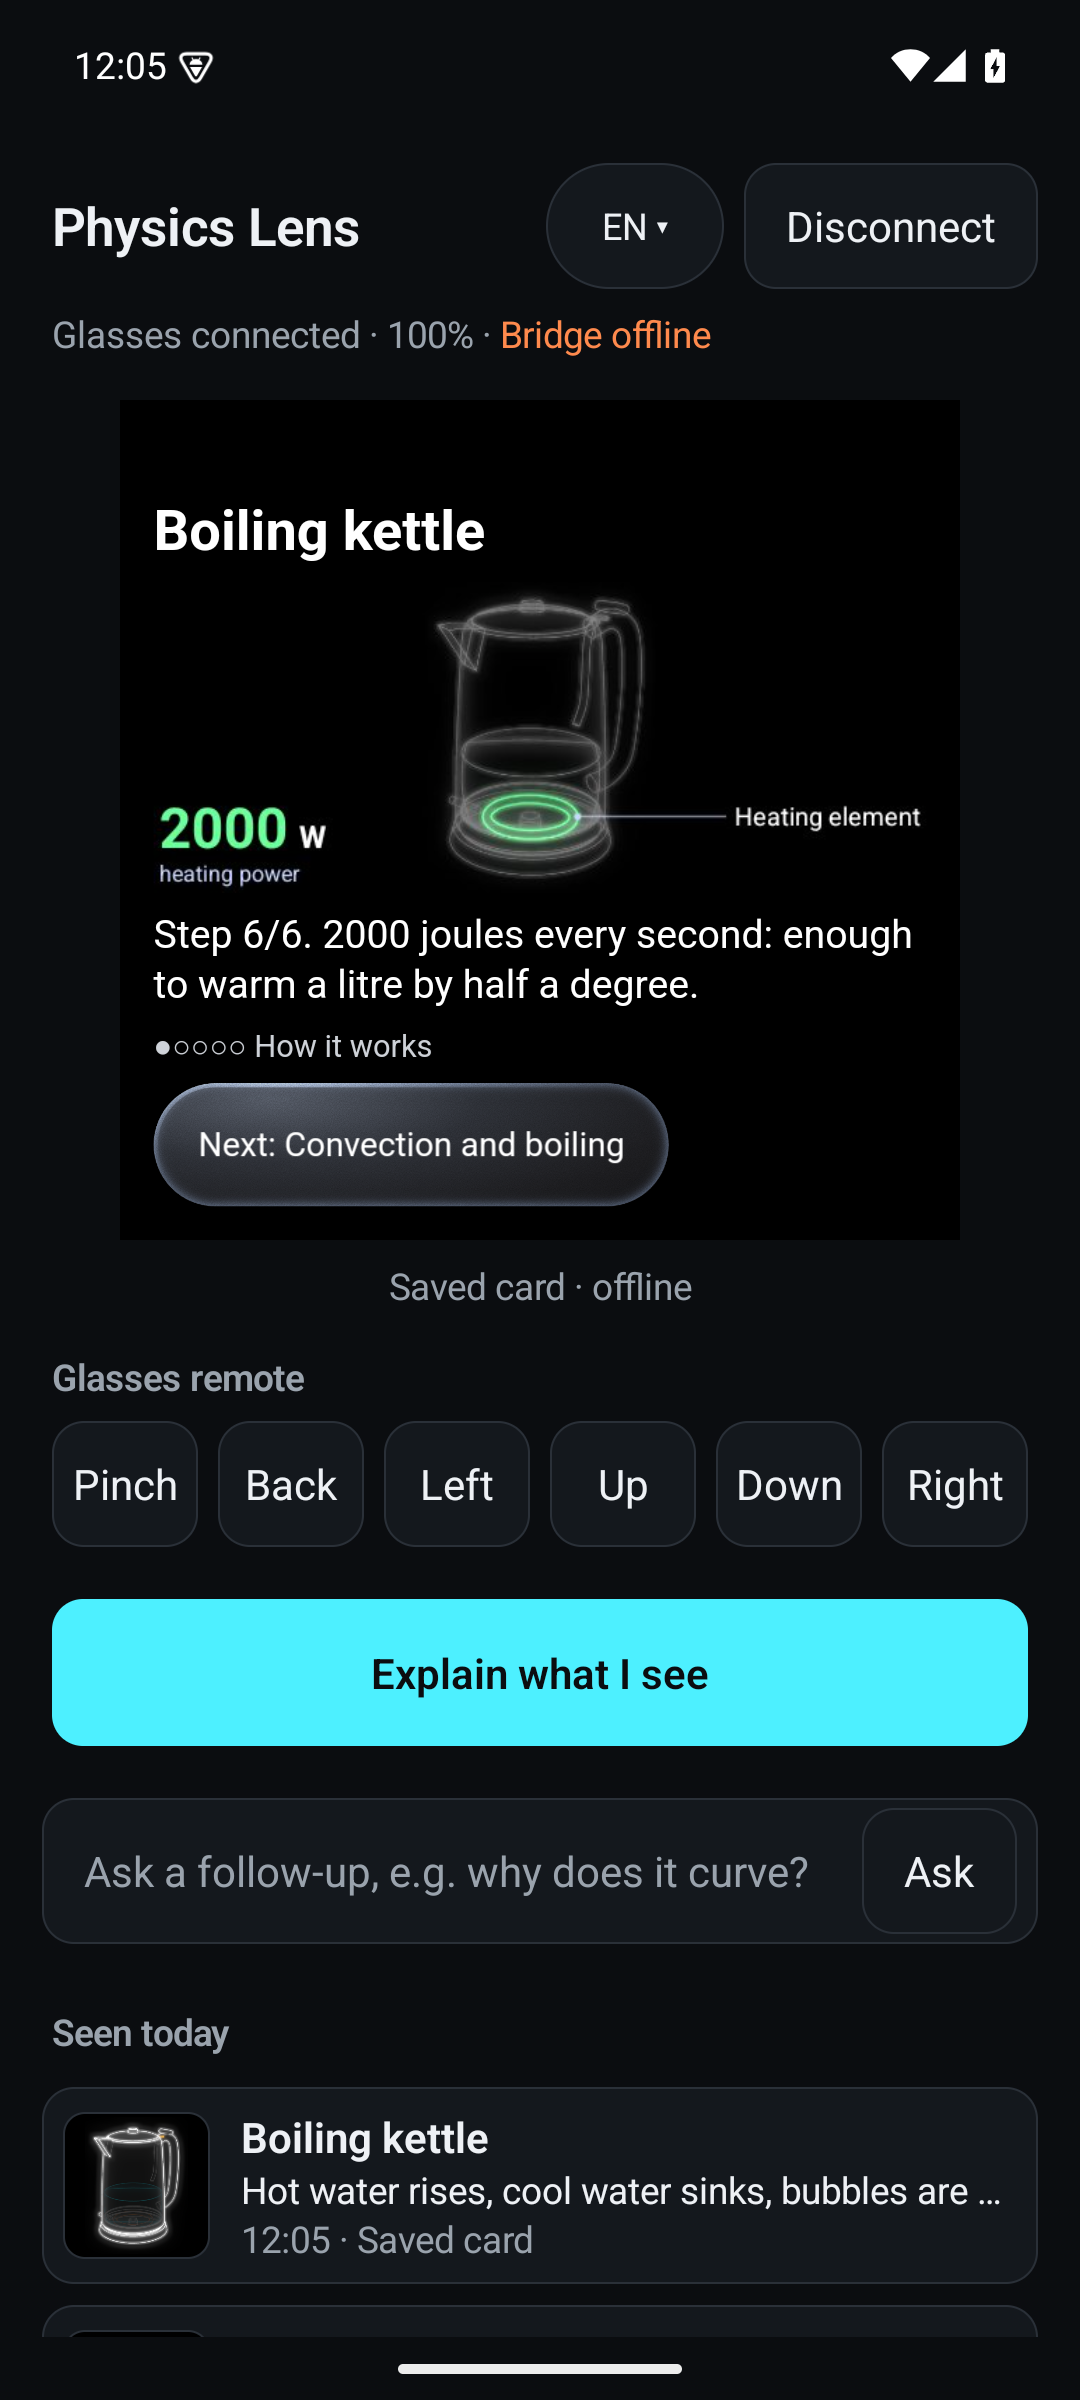 12:05
Physics Lens
EN ▾
Disconnect
Glasses connected · 100% · Bridge offline
Boiling kettle
2000 W
heating power
Heating element
Step 6/6. 2000 joules every second: enough
to warm a litre by half a degree.
●○○○○ How it works
Next: Convection and boiling
Saved card · offline
Glasses remote
Pinch
Back
Left
Up
Down
Right
Explain what I see
Ask a follow-up, e.g. why does it curve?
Ask
Seen today
Boiling kettle
Hot water rises, cool water sinks, bubbles are ...
12:05 · Saved card